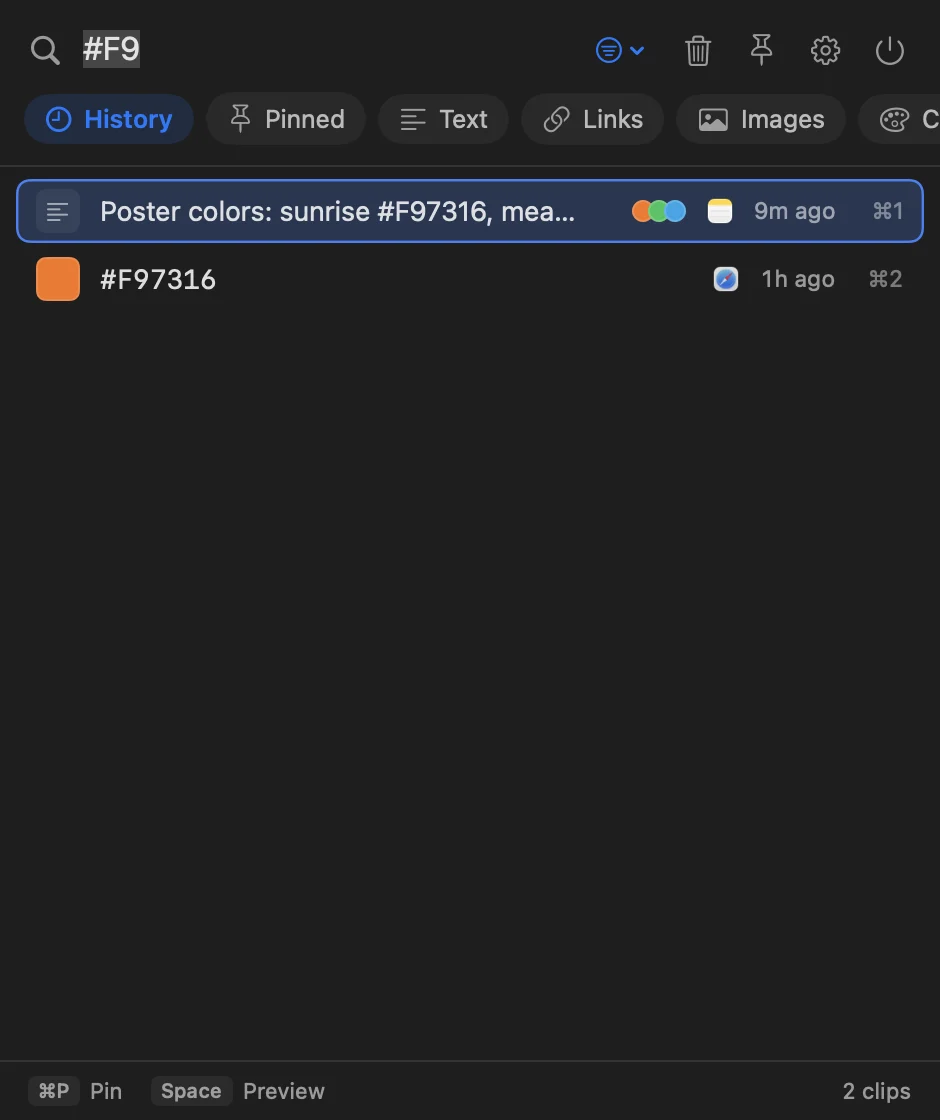 #F9
History Pinned Text Links Images C
Poster colors: sunrise #F97316, mea... 9m ago ⌘1
#F97316 1h ago ⌘2
⌘P Pin Space Preview 2 clips